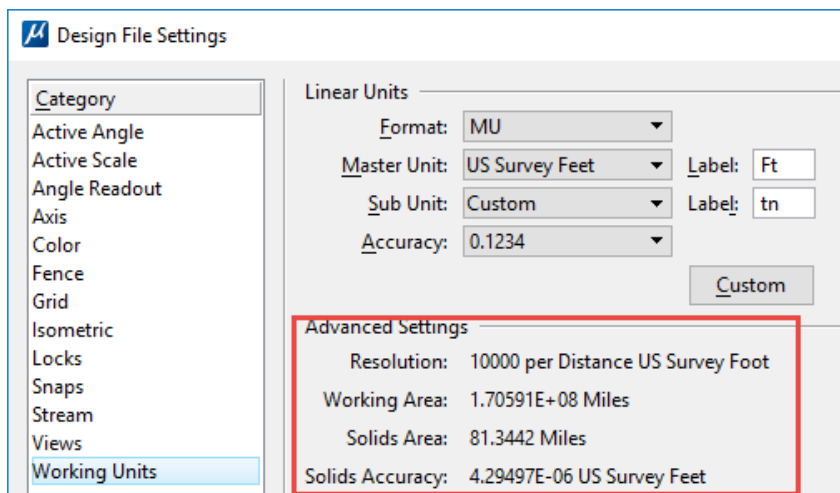 Design File Settings
Category
Active Angle
Active Scale
Angle Readout
Axis
Color
Fence
Grid
Isometric
Locks
Snaps
Stream
Views
Working Units
Linear Units
Format: MU
Master Unit: US Survey Feet Label: Ft
Sub Unit: Custom Label: tn
Accuracy: 0.1234
Custom
Advanced Settings
Resolution: 10000 per Distance US Survey Foot
Working Area: 1.70591E+08 Miles
Solids Area: 81.3442 Miles
Solids Accuracy: 4.29497E-06 US Survey Feet